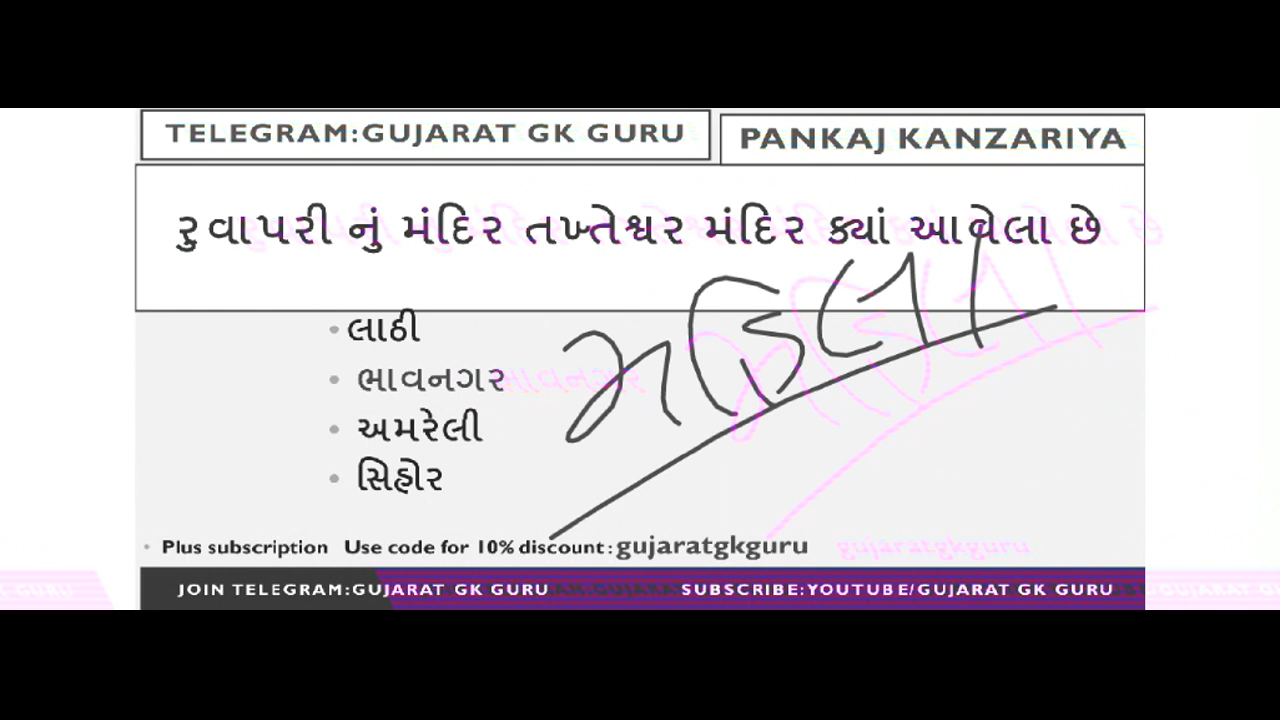 TELEGRAM:GUJARAT GK GURU
PANKAJ KANZARIYA
રુવાપરી નું મંદિર તખ્તેશ્વર મંદિર ક્યાં આવેલા છે
• લાઠી
• ભાવનગર
• અમરેલી
• સિહોર
• Plus subscription Use code for 10% discount : gujaratgkguru
JOIN TELEGRAM:GUJARAT GK GURU
SUBSCRIBE:YOUTUBE/GUJARAT GK GURU